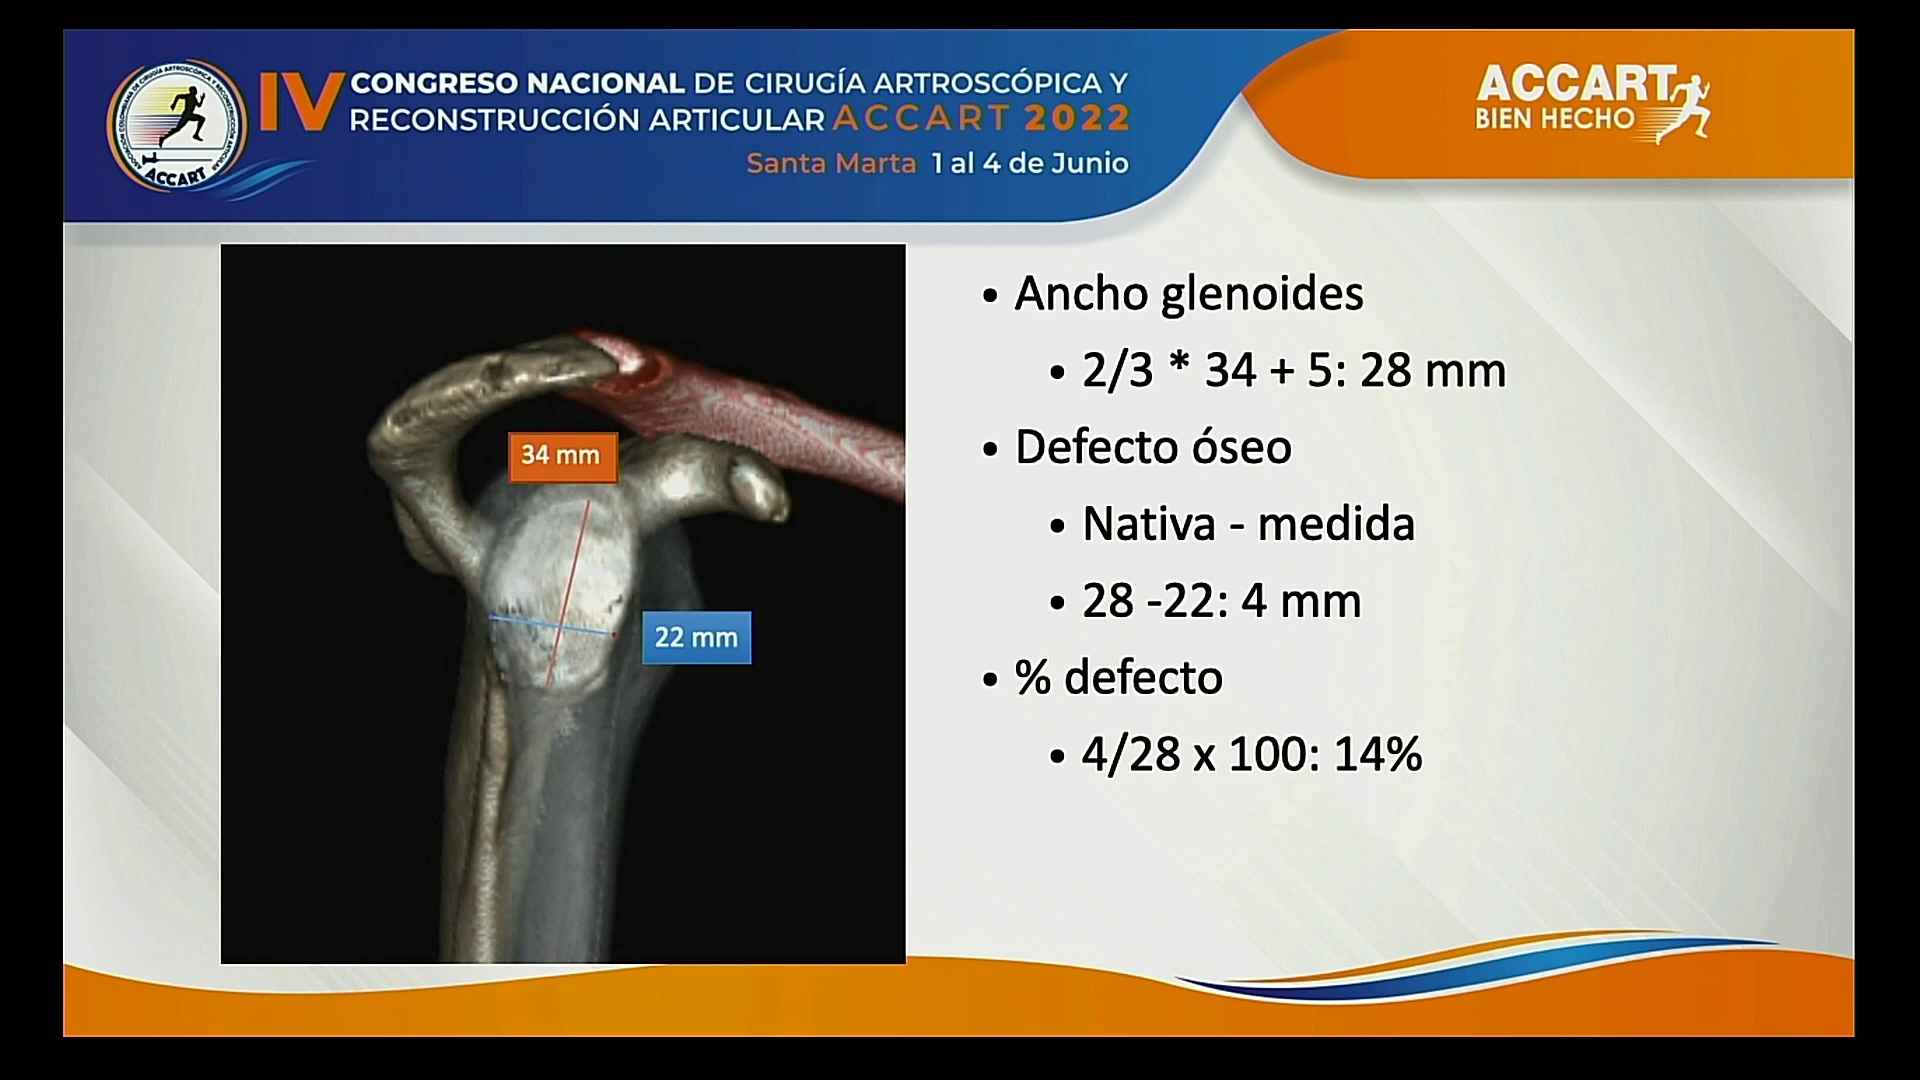 IV CONGRESO NACIONAL DE CIRUGÍA ARTROSCÓPICA Y
RECONSTRUCCIÓN ARTICULAR ACCART 2022
Santa Marta 1 al 4 de Junio
ACCART
ACCART
BIEN HECHO
• Ancho glenoides
• 2/3 * 34 + 5: 28 mm
• Defecto óseo
• Nativa - medida
• 28 -22: 4 mm
• % defecto
• 4/28 x 100: 14%
34 mm
22 mm